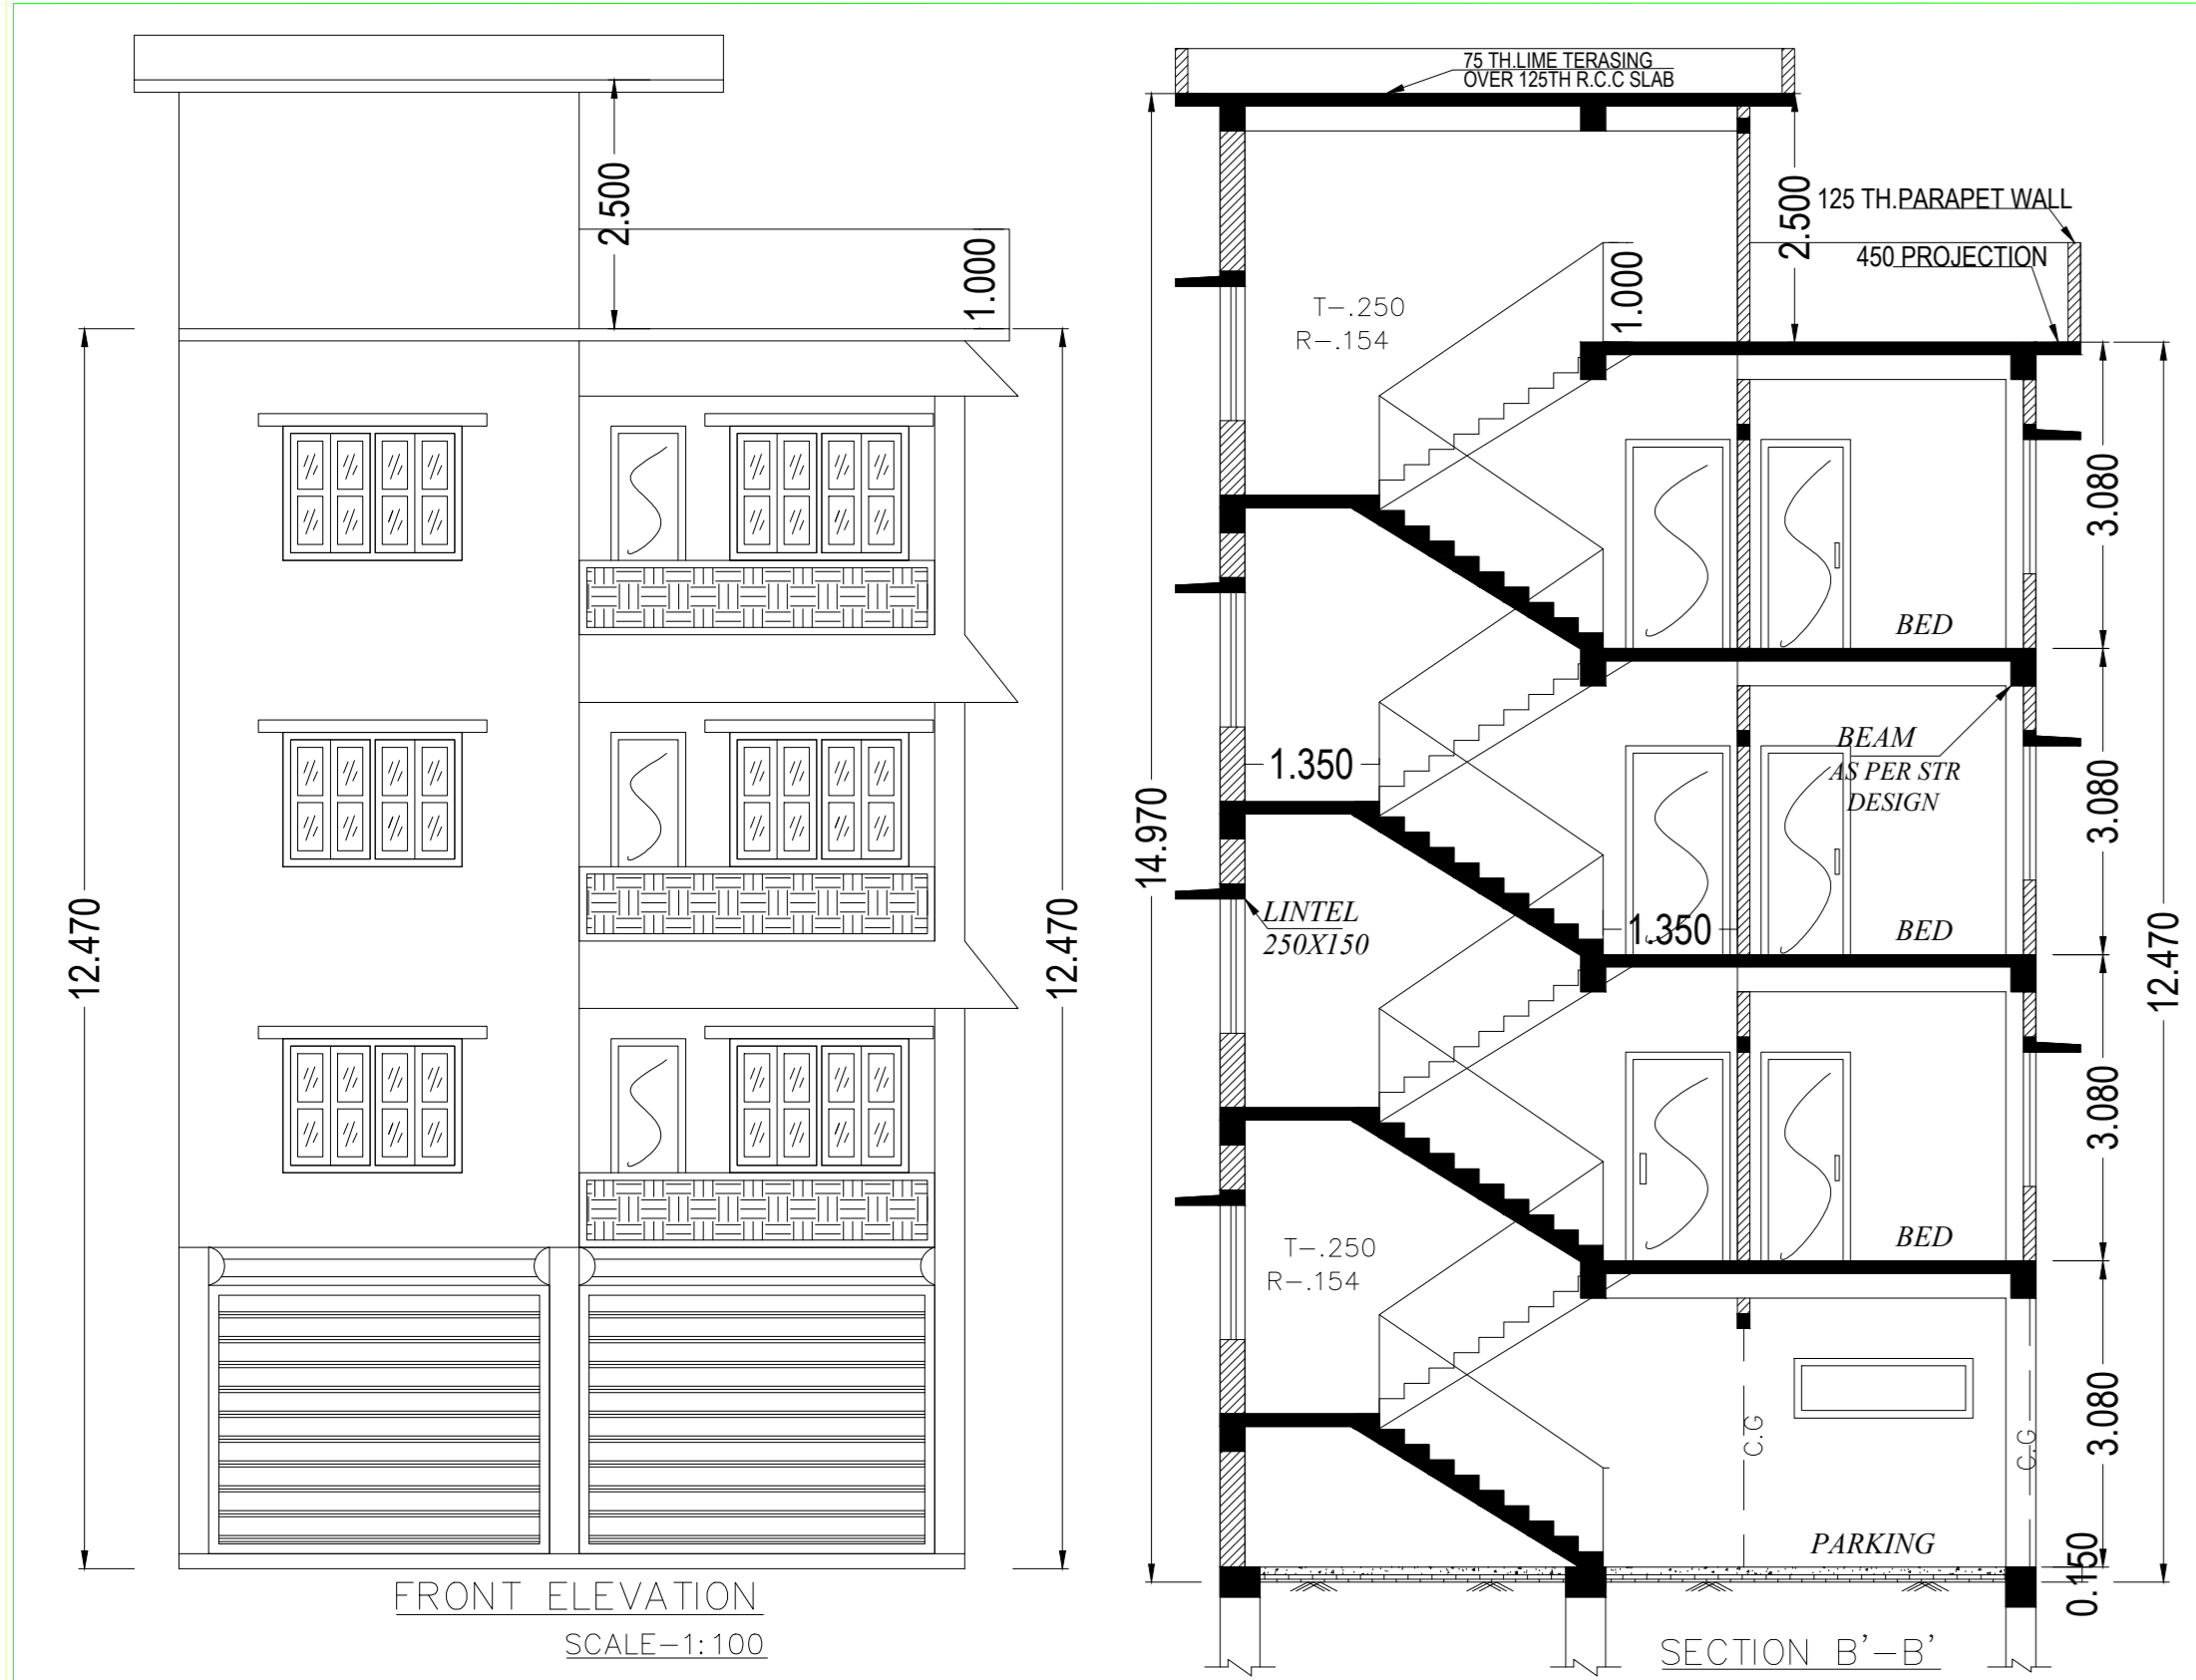 2.500
1.000
12.470
12.470
FRONT ELEVATION
SCALE-1:100
75 TH.LIME TERASING
OVER 125TH R.C.C SLAB
2.500
125 TH.PARAPET WALL
450 PROJECTION
1.000
T-.250
R-.154
3.080
BED
BEAM
AS PER STR
DESIGN
1.350
3.080
14.970
LINTEL
250X150
1.350
BED
12.470
3.080
BED
T-.250
R-.154
C.G
C.G
3.080
PARKING
0.150
SECTION B'-B'